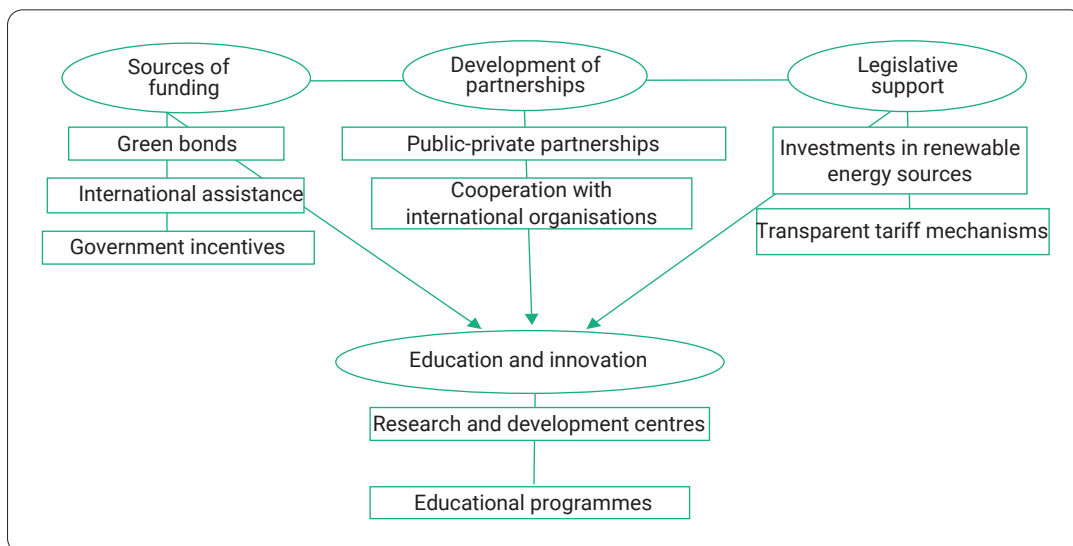 Sources of
funding
Development of
partnerships
Legislative
support
Green bonds
International assistance
Government incentives
Public-private partnerships
Cooperation with
international organisations
Investments in renewable
energy sources
Transparent tariff mechanisms
Education and innovation
Research and development centres
Educational programmes